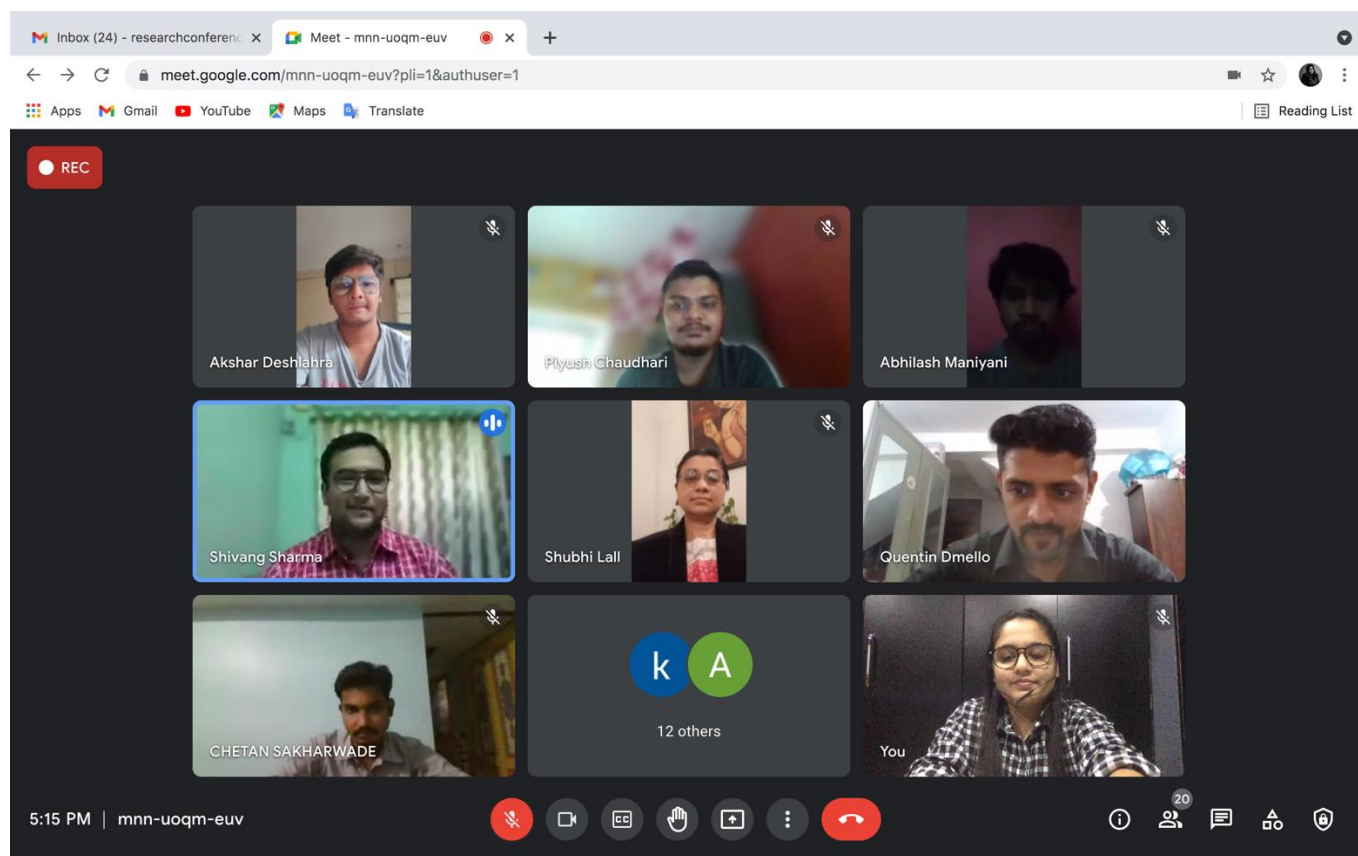 Inbox (24) - researchconferenc
Meet - mnn-uoqm-euv
meet.google.com/mnn-uoqm-euv?pli=1&authuser=1
Apps Gmail YouTube Maps Translate Reading List
REC
Akshar Deshlahra
Piyush Chaudhari
Abhilash Maniyani
Shivang Sharma
Shubhi Lall
Quentin Dmello
CHETAN SAKHARWADE
k A
12 others
You
5:15 PM | mnn-uoqm-euv
CC
20